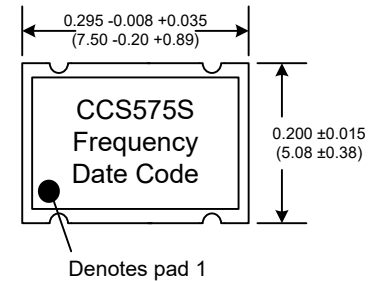 0.295 -0.008 +0.035
(7.50 -0.20 +0.89)
CCS575S
Frequency
Date Code
0.200 ±0.015
(5.08 ±0.38)
Denotes pad 1